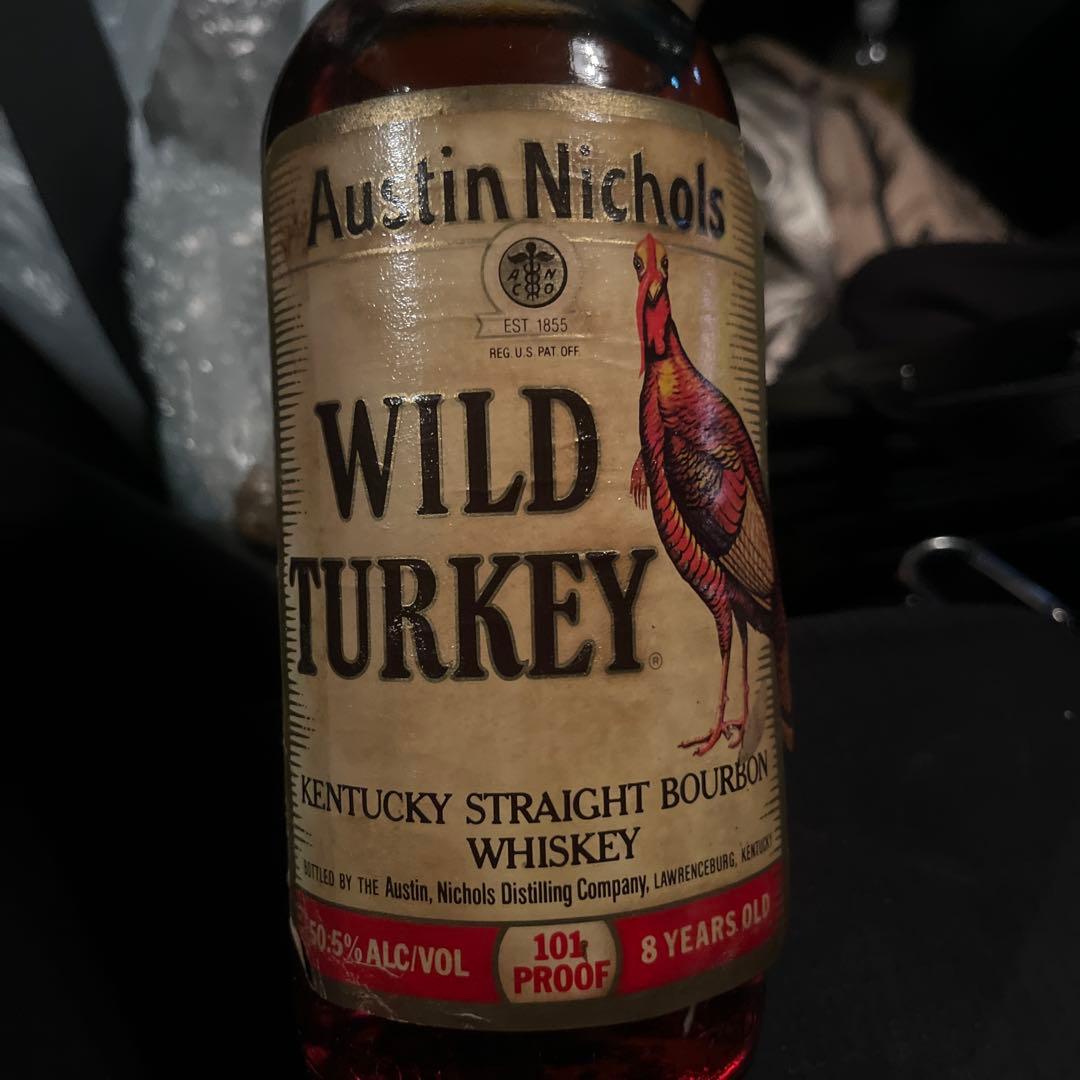 Austin Nichols
A N
C O
EST 1855
REG. U.S. PAT. OFF.
WILD
TURKEY®
KENTUCKY STRAIGHT BOURBON
WHISKEY
BOTTLED BY THE Austin, Nichols Distilling Company, LAWRENCEBURG, KENTUCKY
50.5% ALC/VOL
101
PROOF
8 YEARS OLD